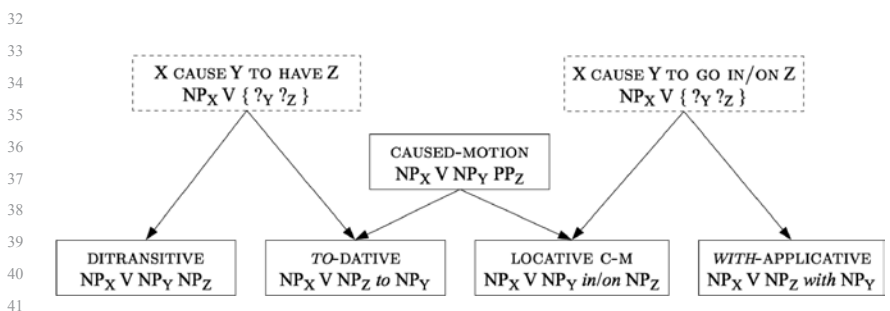 32
33
34
35
36
37
38
39
40
41
X CAUSE Y TO HAVE Z
NPX V { ?Y ?Z }
X CAUSE Y TO GO IN/ON Z
NPX V { ?Y ?Z }
CAUSED-MOTION
NPX V NPY PPZ
DITRANSITIVE
NPX V NPY NPZ
TO-DATIVE
NPX V NPZ to NPY
LOCATIVE C-M
NPX V NPY in/on NPZ
WITH-APPLICATIVE
NPX V NPZ with NPY